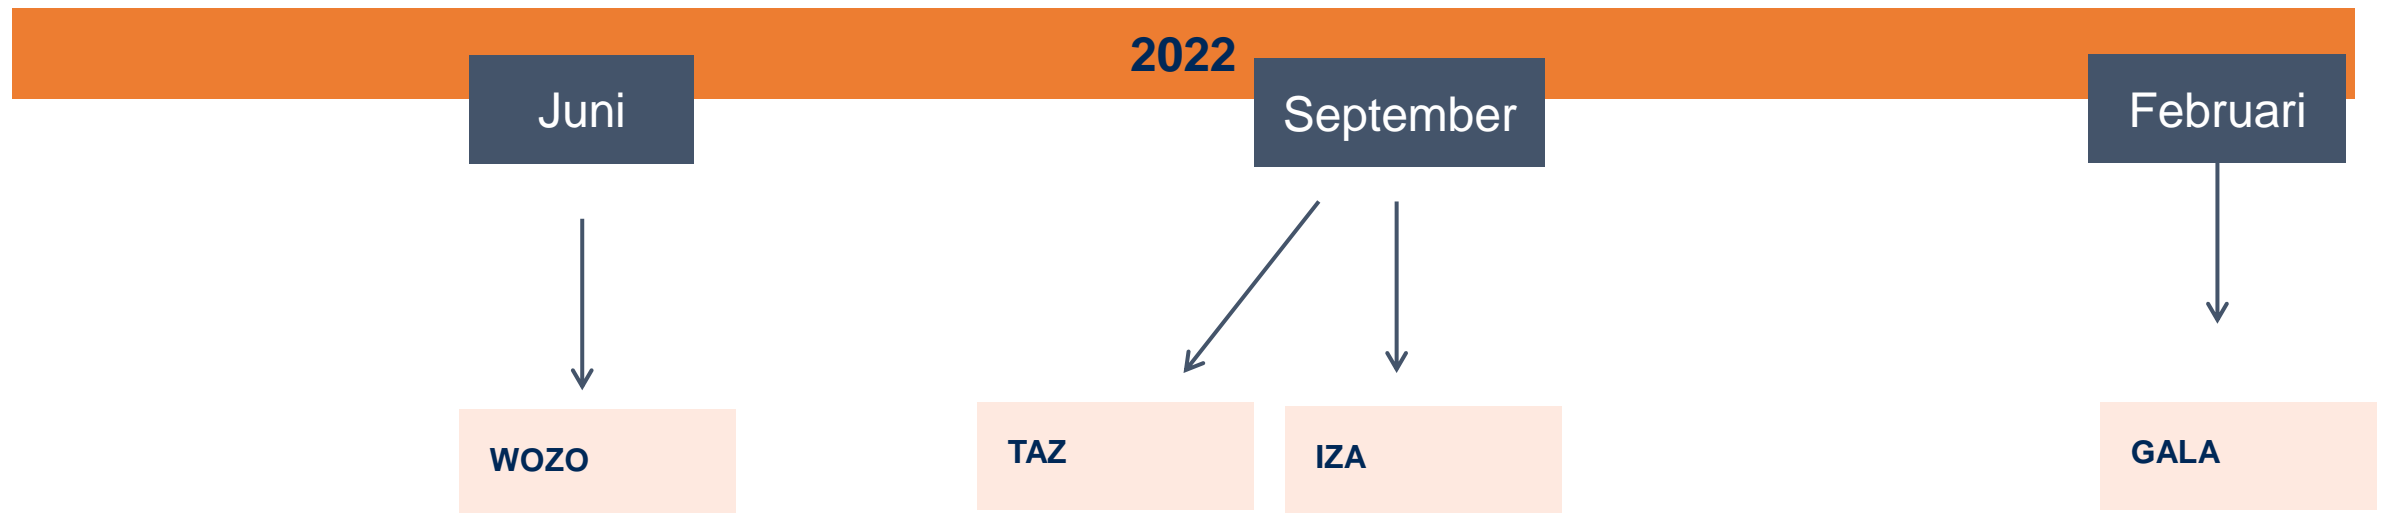 2022
Juni
September
Februari
WOZO
TAZ
IZA
GALA